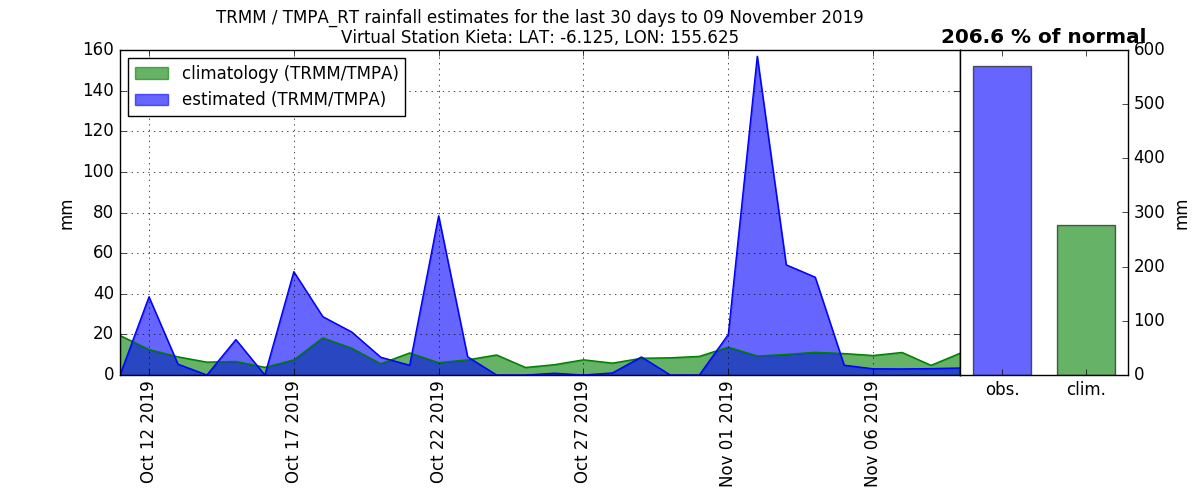 TRMM / TMPA_RT rainfall estimates for the last 30 days to 09 November 2019
Virtual Station Kieta: LAT: -6.125, LON: 155.625
206.6 % of normal
climatology (TRMM/TMPA)
estimated (TRMM/TMPA)
mm
160
140
120
100
80
60
40
20
0
Oct 12 2019
Oct 17 2019
Oct 22 2019
Oct 27 2019
Nov 01 2019
Nov 06 2019
600
500
400
300
200
100
0
mm
obs.
clim.